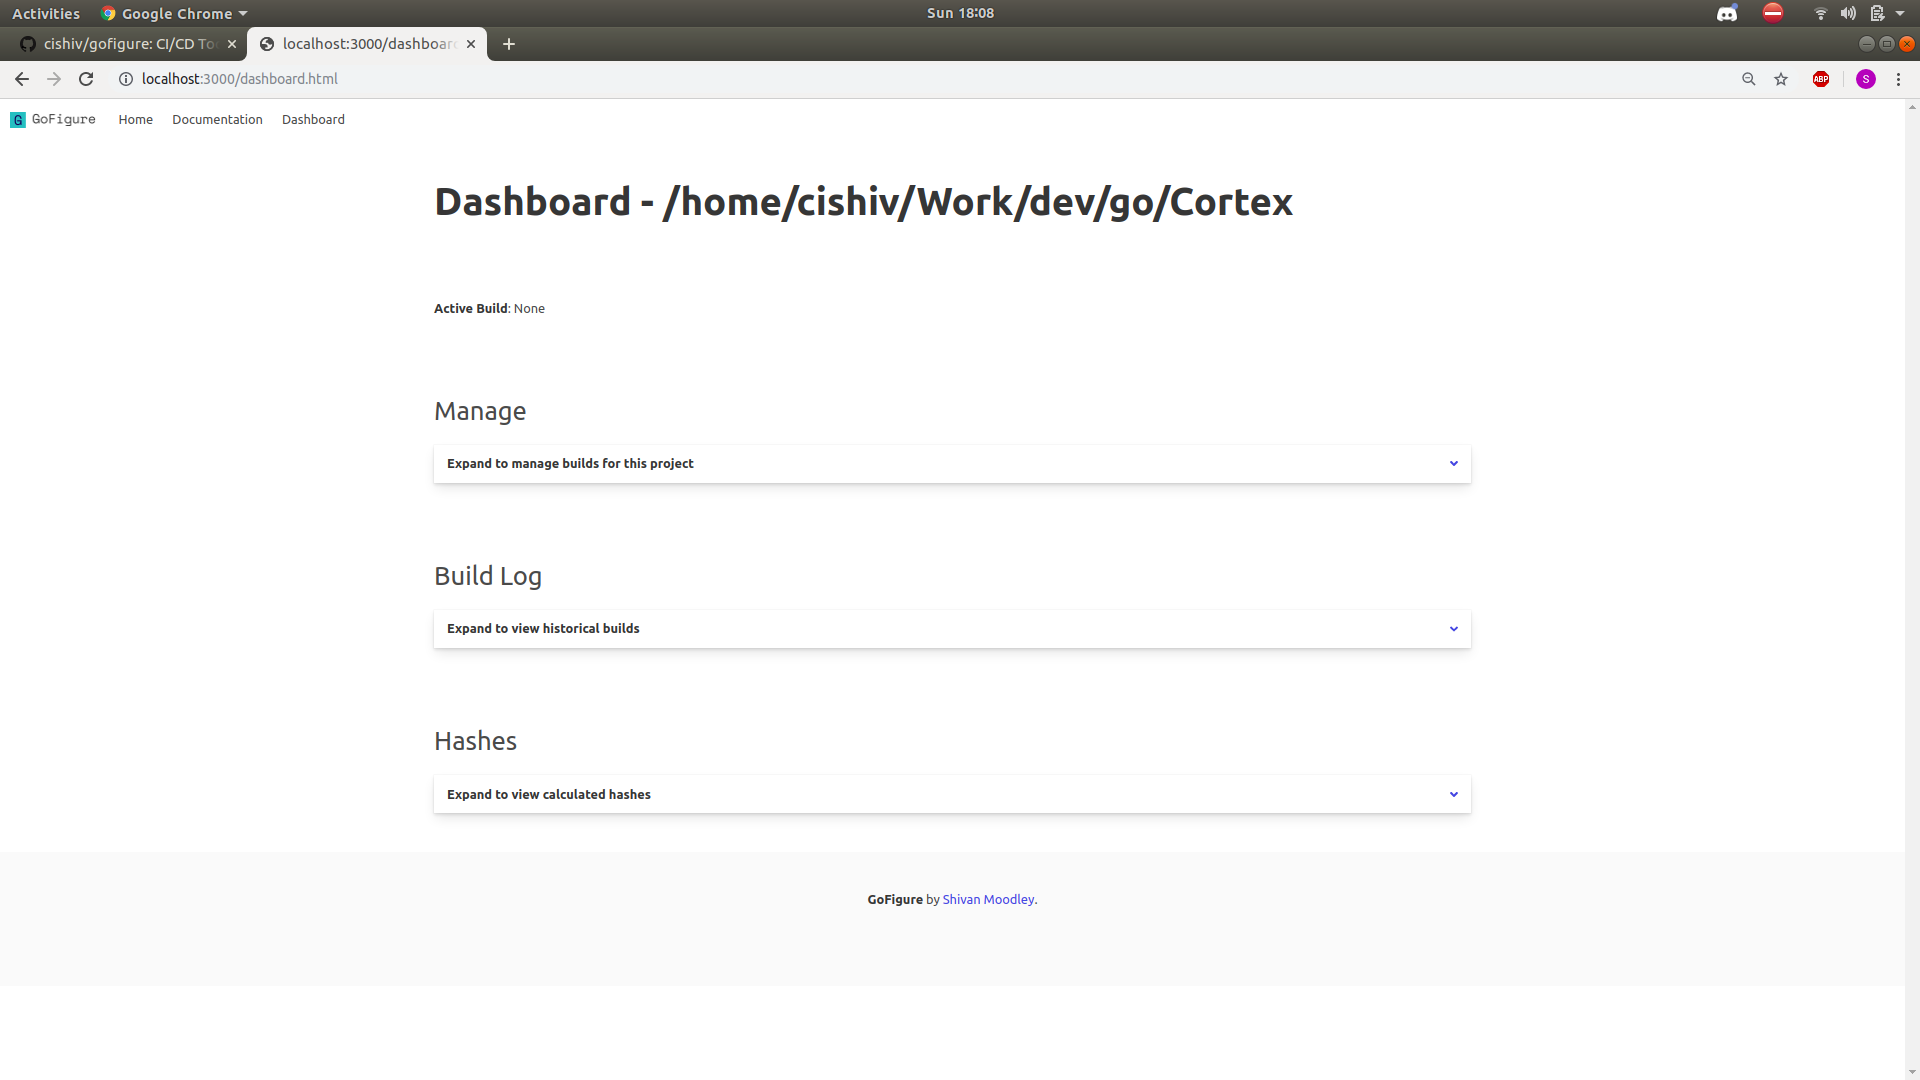 Activities Google Chrome Sun 18:08
cishiv/gofigure: CI/CD To localhost:3000/dashboar
localhost:3000/dashboard.html ABP S
G GoFigure Home Documentation Dashboard
Dashboard - /home/cishiv/Work/dev/go/Cortex
Active Build: None
Manage
Expand to manage builds for this project
Build Log
Expand to view historical builds
Hashes
Expand to view calculated hashes
GoFigure by Shivan Moodley.